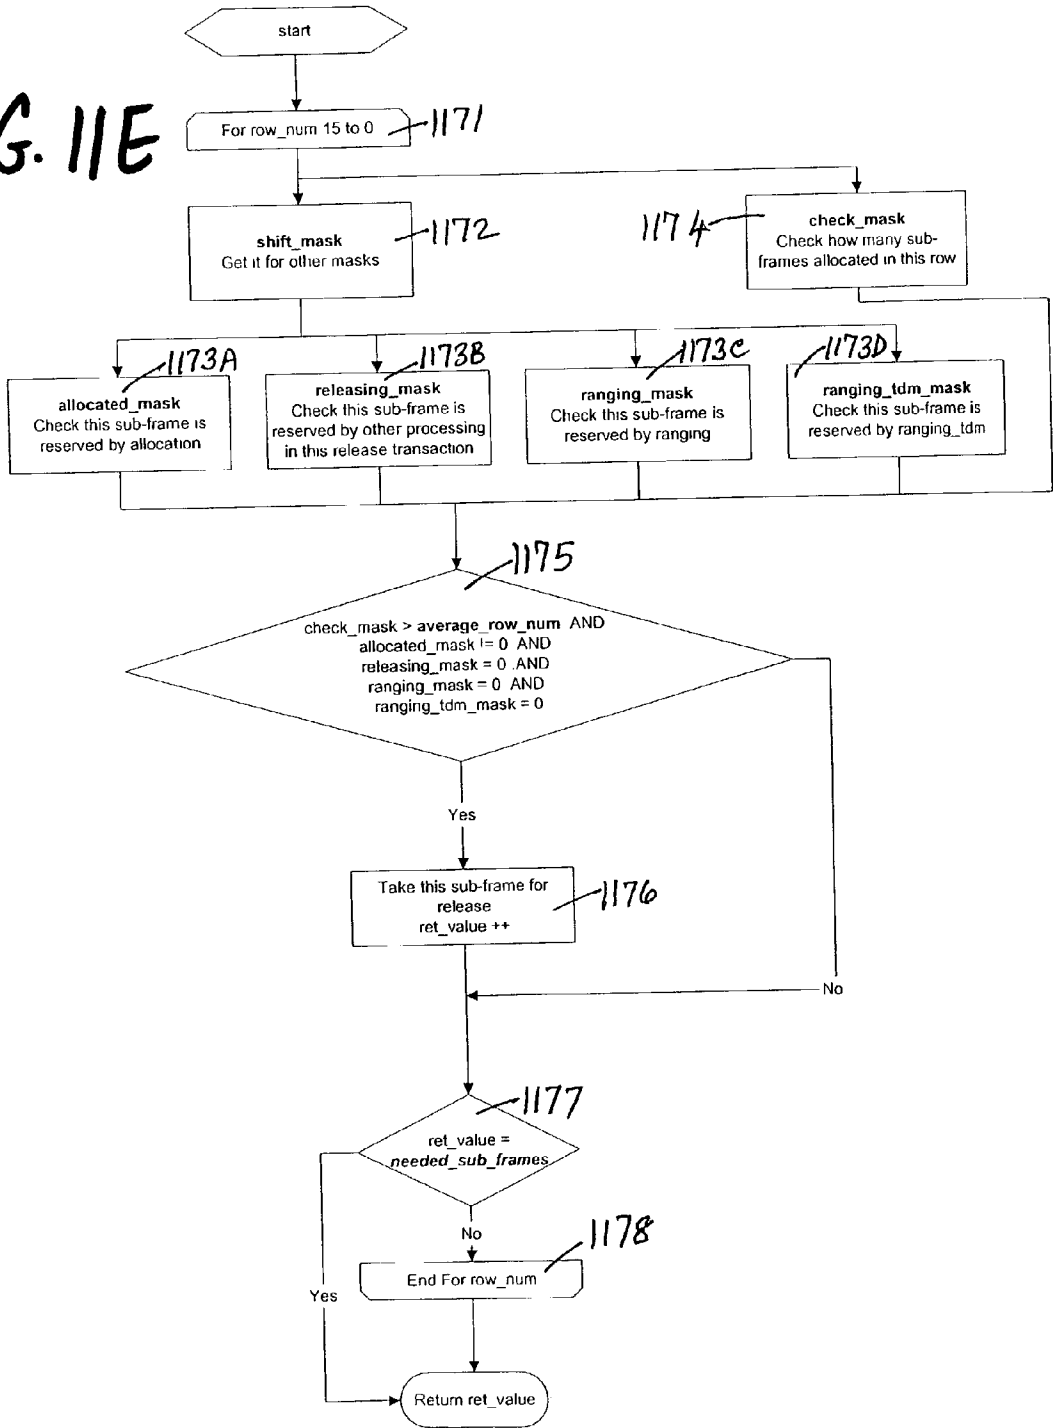 start
G. 11E
For row_num 15 to 0
1171
shift_mask
Get it for other masks
1172
1174
check_mask
Check how many sub-
frames allocated in this row
1173A
allocated_mask
Check this sub-frame is
reserved by allocation
1173B
releasing_mask
Check this sub-frame is
reserved by other processing
in this release transaction
1173C
ranging_mask
Check this sub-frame is
reserved by ranging
1173D
ranging_tdm_mask
Check this sub-frame is
reserved by ranging_tdm
1175
check_mask > average_row_num AND
allocated_mask != 0 AND
releasing_mask = 0 AND
ranging_mask = 0 AND
ranging_tdm_mask = 0
Yes
Take this sub-frame for
release
ret_value ++
1176
No
1177
ret_value =
needed_sub_frames
No
1178
End For row_num
Yes
Return ret_value